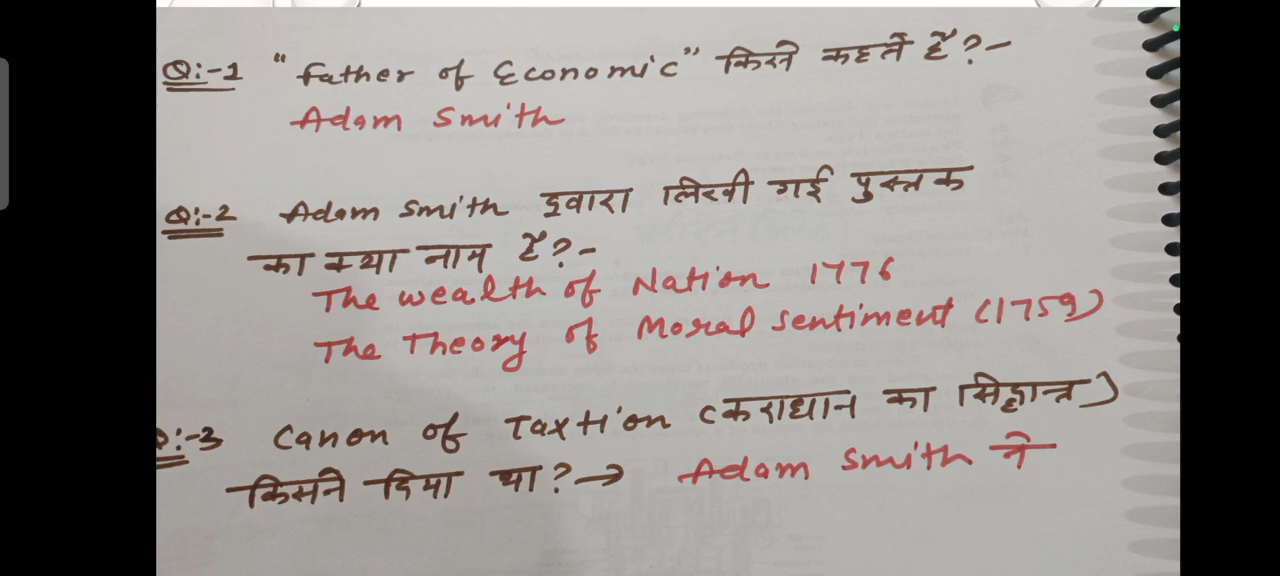 Q:-1 "Father of Economic" किसे कहते हैं?-
Adam Smith
Q:-2 Adam Smith द्वारा लिखी गई पुस्तक
का क्या नाम है?-
The wealth of Nation 1776
The Theory of Moral Sentiment (1759)
Q:-3 Canon of Taxtion (कराधान का सिद्धान्त)
किसने दिया था?→ Adam Smith ने